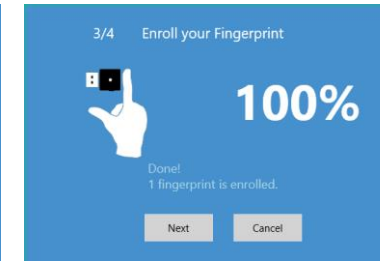 3/4 Enroll your Fingerprint
100%
Done!
1 fingerprint is enrolled.
Next Cancel